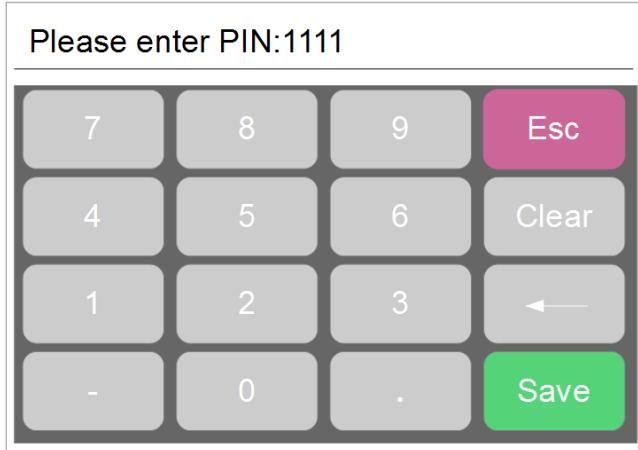 Please enter PIN:1111
7 8 9 Esc
4 5 6 Clear
1 2 3
- 0 . Save